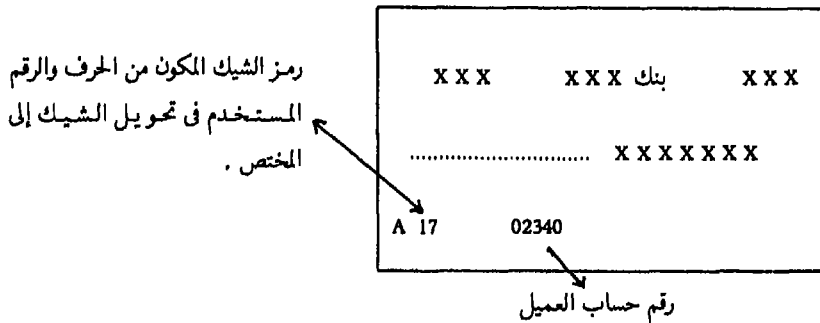 رمز الشيك المكون من الحرف والرقم
المستخدم فى تحويل الشيك إلى
المختص .
X X X بنك X X X X X X
X X X X X X X ..............................
A 17 02340
رقم حساب العميل